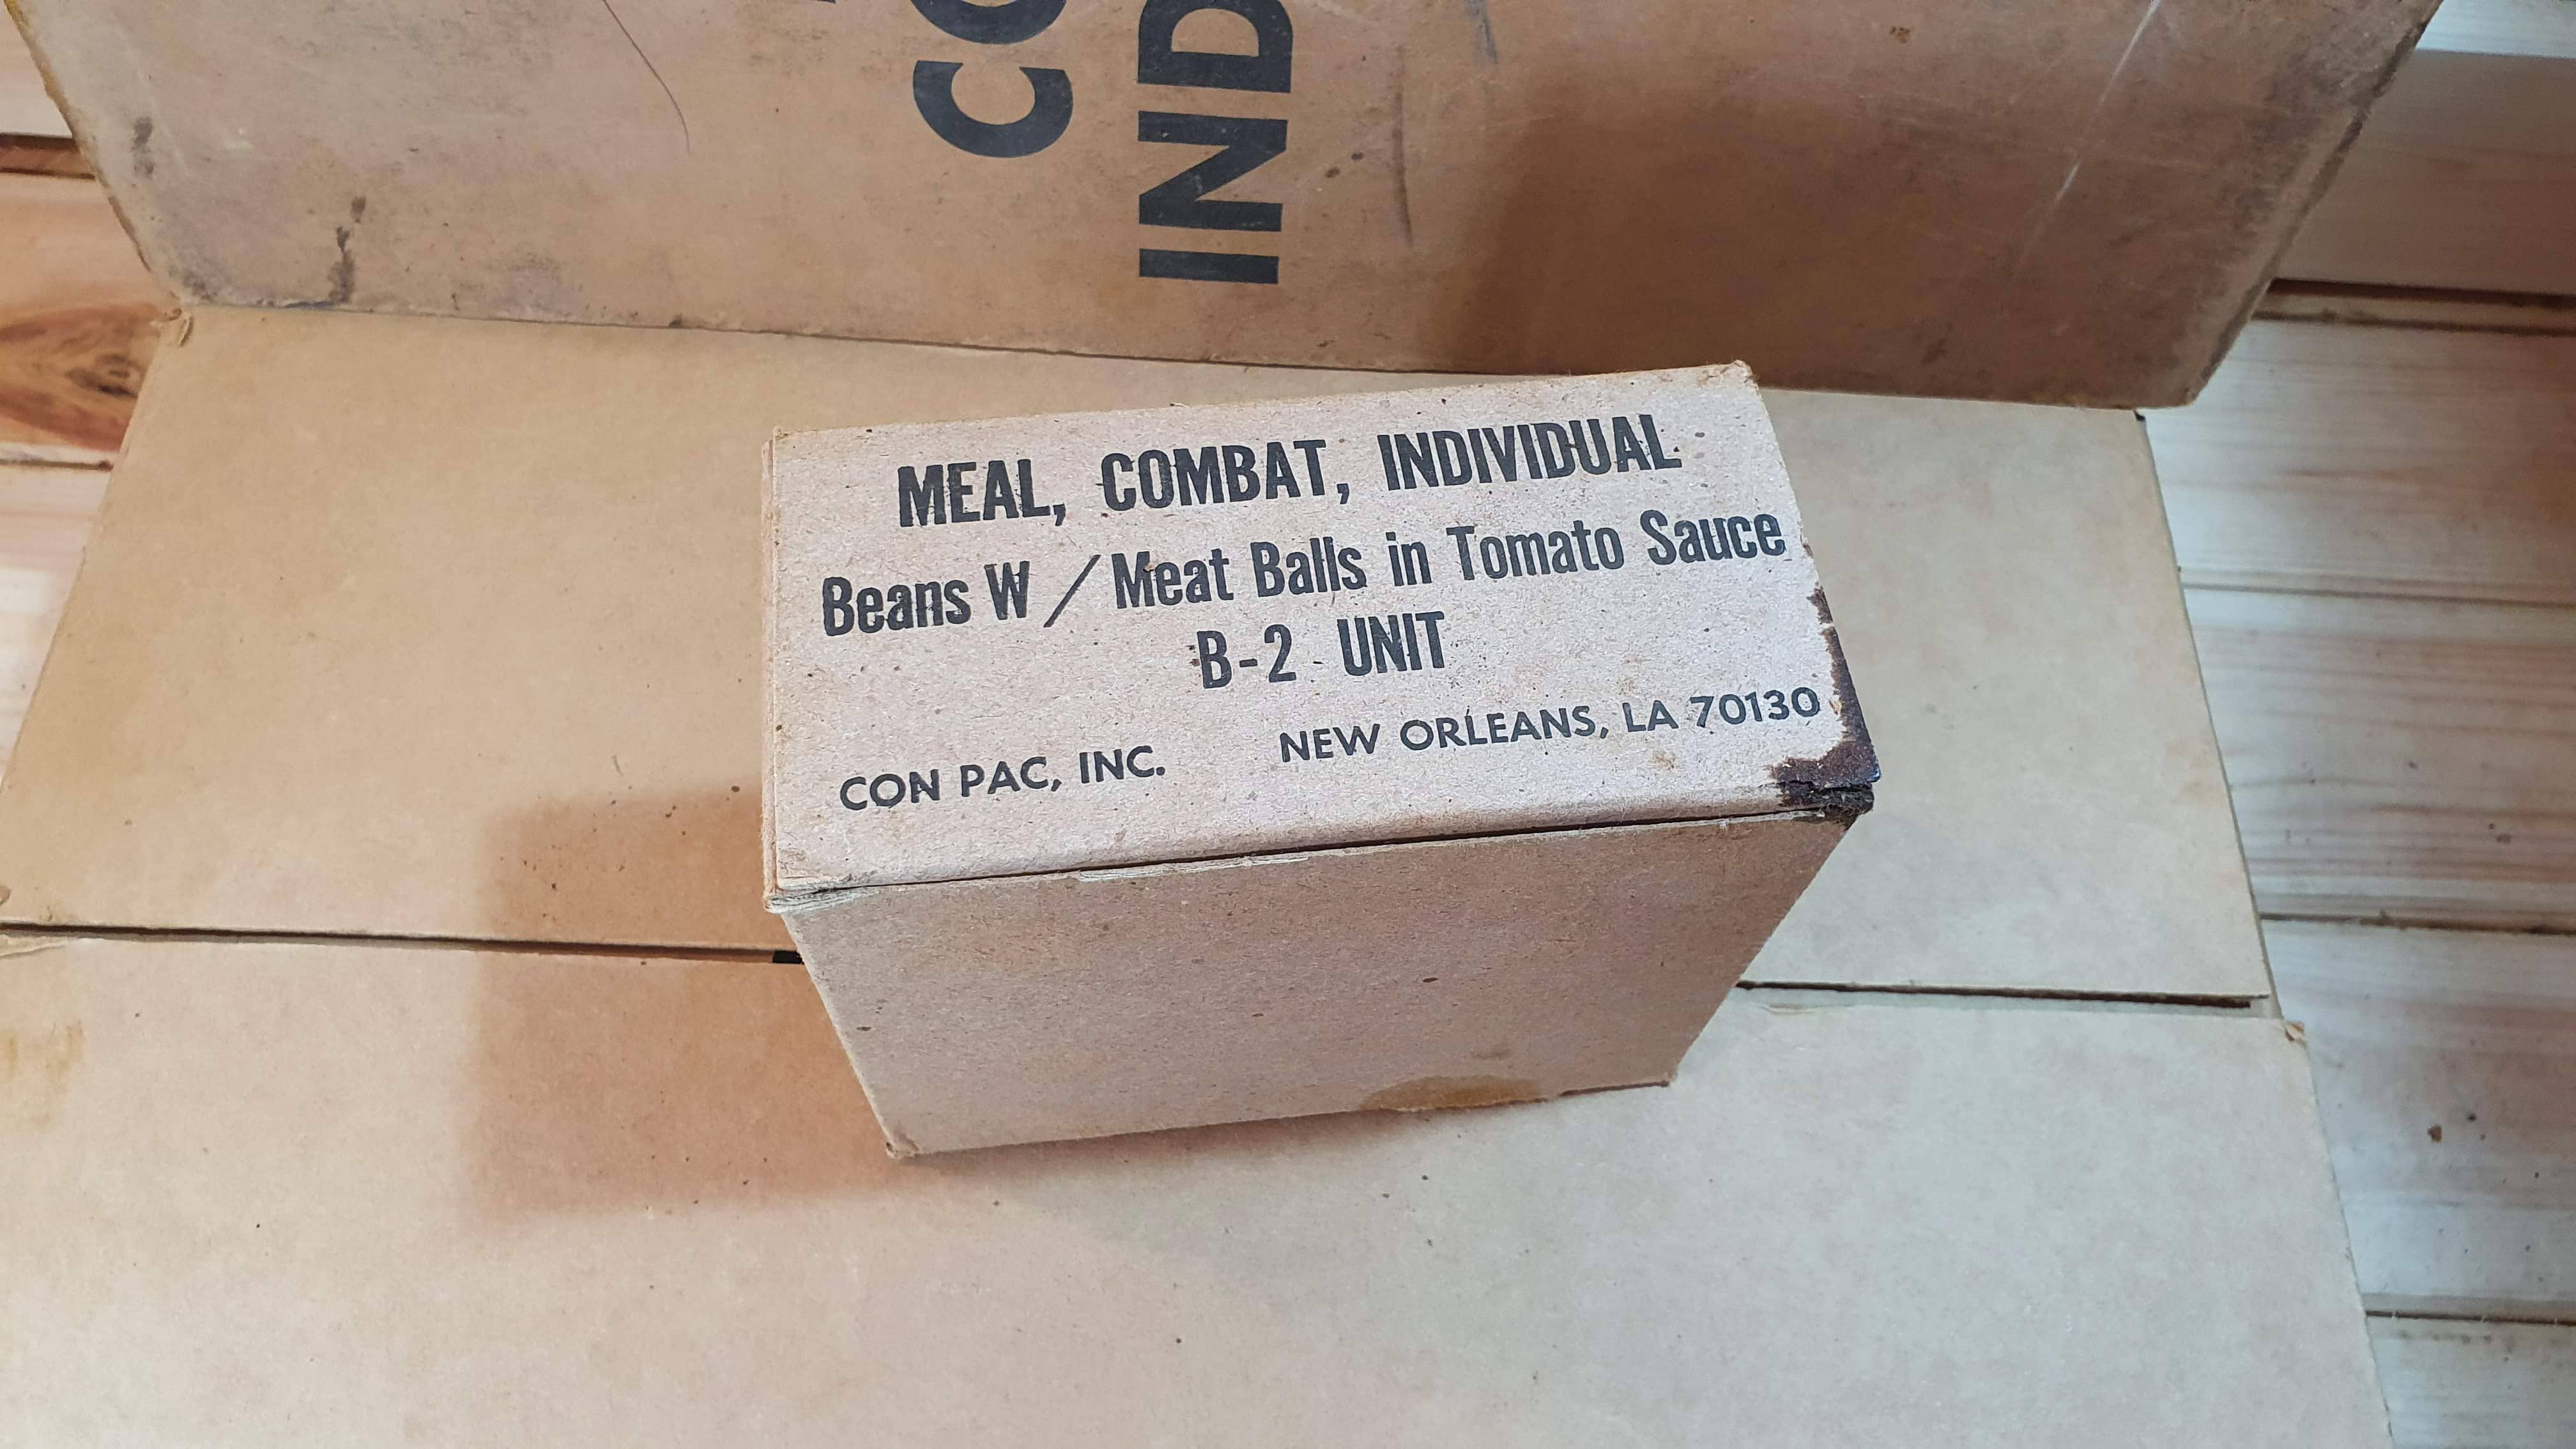 MEAL, COMBAT, INDIVIDUAL
Beans W / Meat Balls in Tomato Sauce
B-2 UNIT
CON PAC, INC. NEW ORLEANS, LA 70130